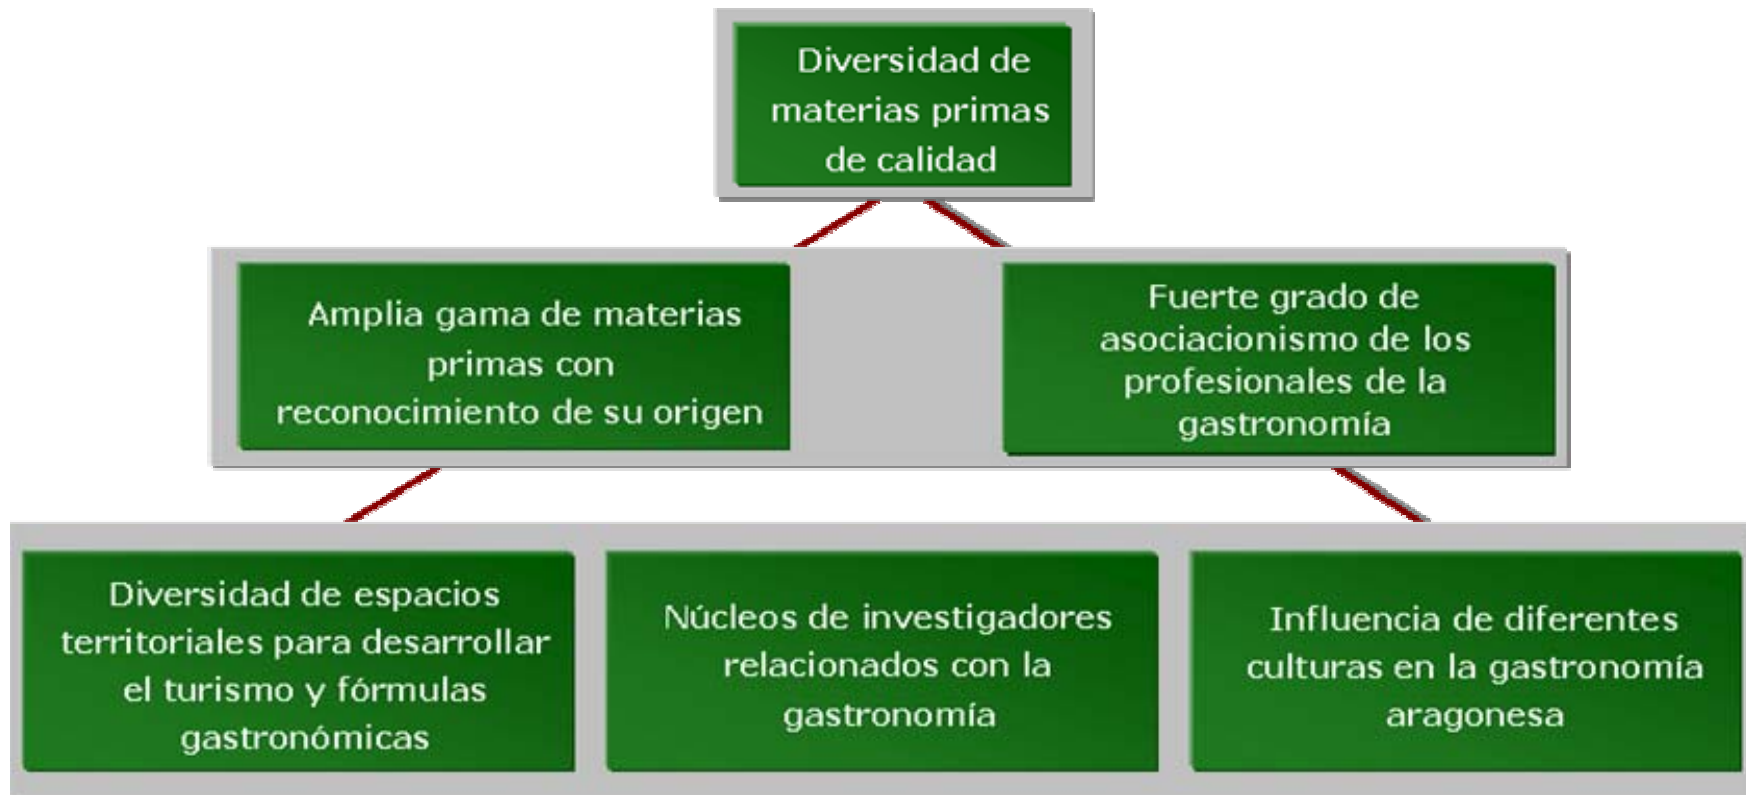 Diversidad de
materias primas
de calidad
Amplia gama de materias
primas con
reconocimiento de su origen
Fuerte grado de
asociacionismo de los
profesionales de la
gastronomía
Diversidad de espacios
territoriales para desarrollar
el turismo y fórmulas
gastronómicas
Núcleos de investigadores
relacionados con la
gastronomía
Influencia de diferentes
culturas en la gastronomía
aragonesa